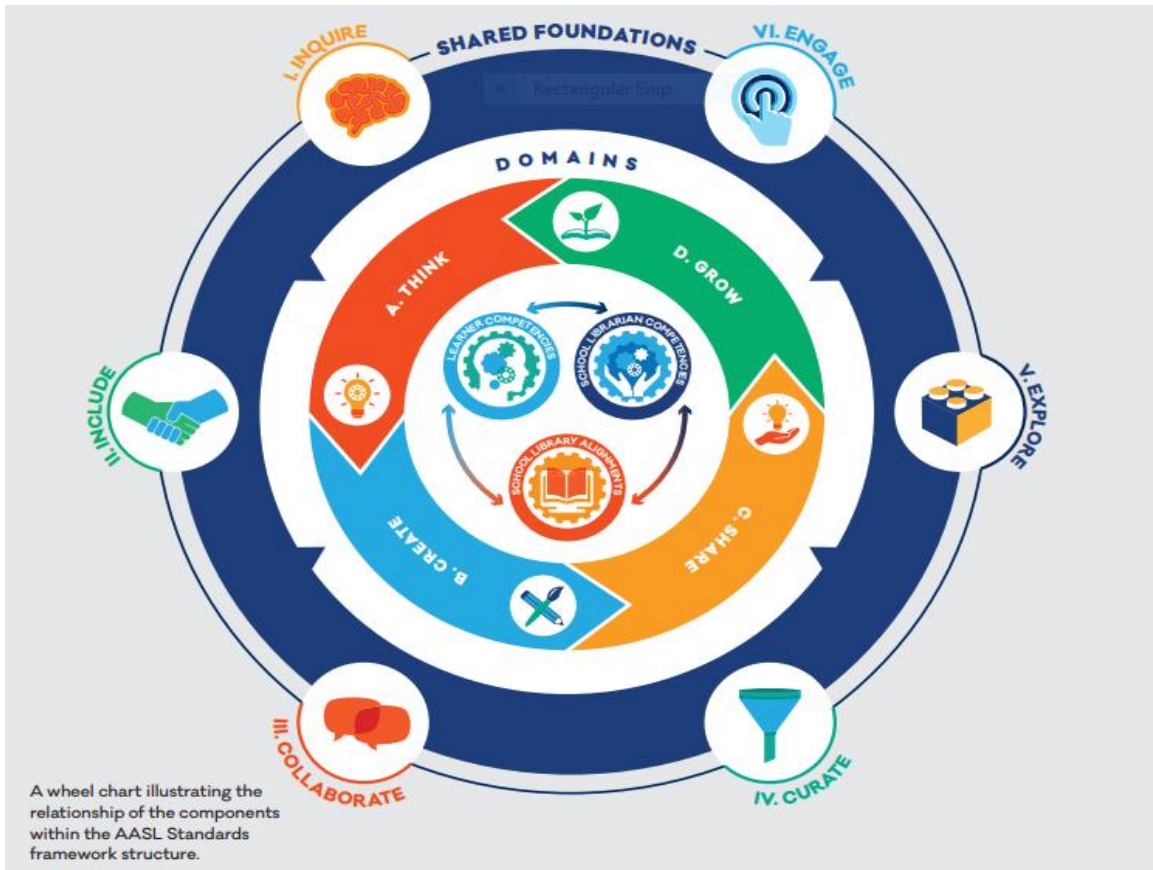 SHARED FOUNDATIONS
I. INQUIRE
VI. ENGAGE
Rectangular Snip
DOMAINS
A. THINK
D. GROW
LEARNER COMPETENCIES
SCHOOL LIBRARIAN COMPETENCES
II. INCLUDE
V. EXPLORE
SCHOOL LIBRARY ALIGNMENTS
B. CREATE
C. SHARE
III. COLLABORATE
IV. CURATE
A wheel chart illustrating the
relationship of the components
within the AASL Standards
framework structure.